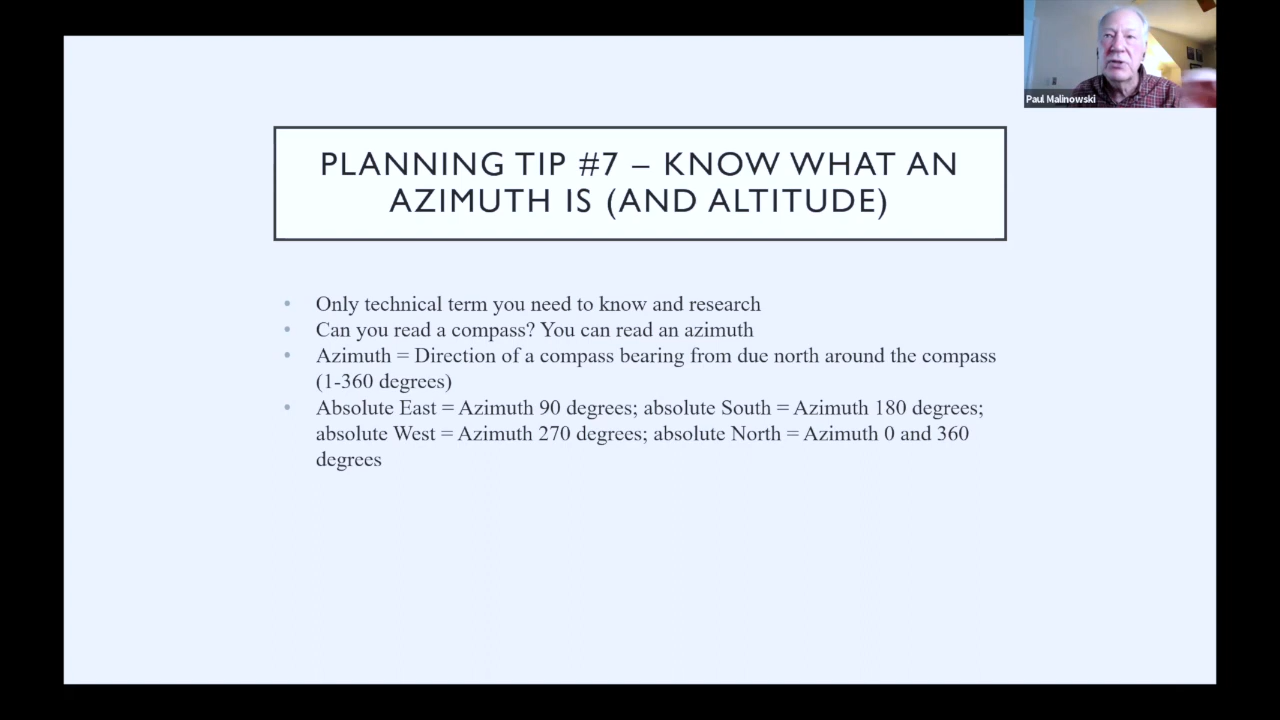 Paul Malinowski
PLANNING TIP #7 – KNOW WHAT AN
AZIMUTH IS (AND ALTITUDE)
• Only technical term you need to know and research
• Can you read a compass? You can read an azimuth
• Azimuth = Direction of a compass bearing from due north around the compass
(1-360 degrees)
• Absolute East = Azimuth 90 degrees; absolute South = Azimuth 180 degrees;
absolute West = Azimuth 270 degrees; absolute North = Azimuth 0 and 360
degrees